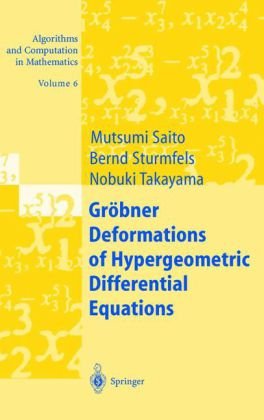 Algorithms
and Computation
in Mathematics
Volume 6
Mutsumi Saito
Bernd Sturmfels
Nobuki Takayama
Gröbner
Deformations
of Hypergeometric
Differential
Equations
Springer